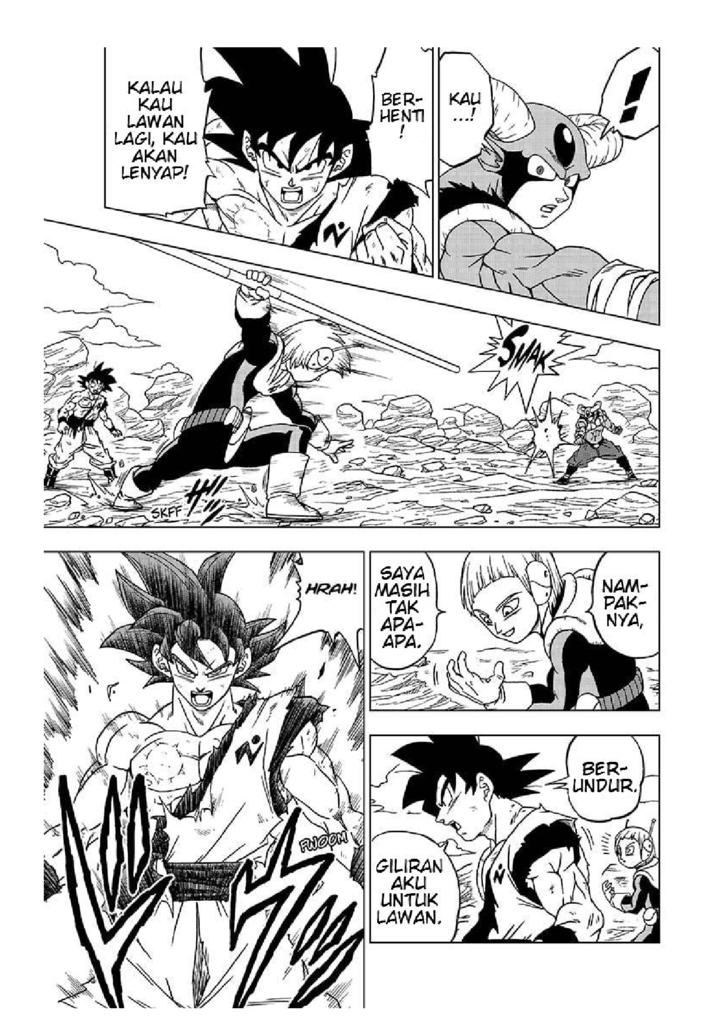 !
KAU
...!
BER-
HENTI
!
KALAU
KAU
LAWAN
LAGI, KAU
AKAN
LENYAP!
SMAK
SKFF
NAM-
PAK-
NYA,
SAYA
MASIH
TAK
APA-
APA.
BER-
UNDUR.
GILIRAN
AKU
UNTUK
LAWAN.
HRAH!
FWOOM